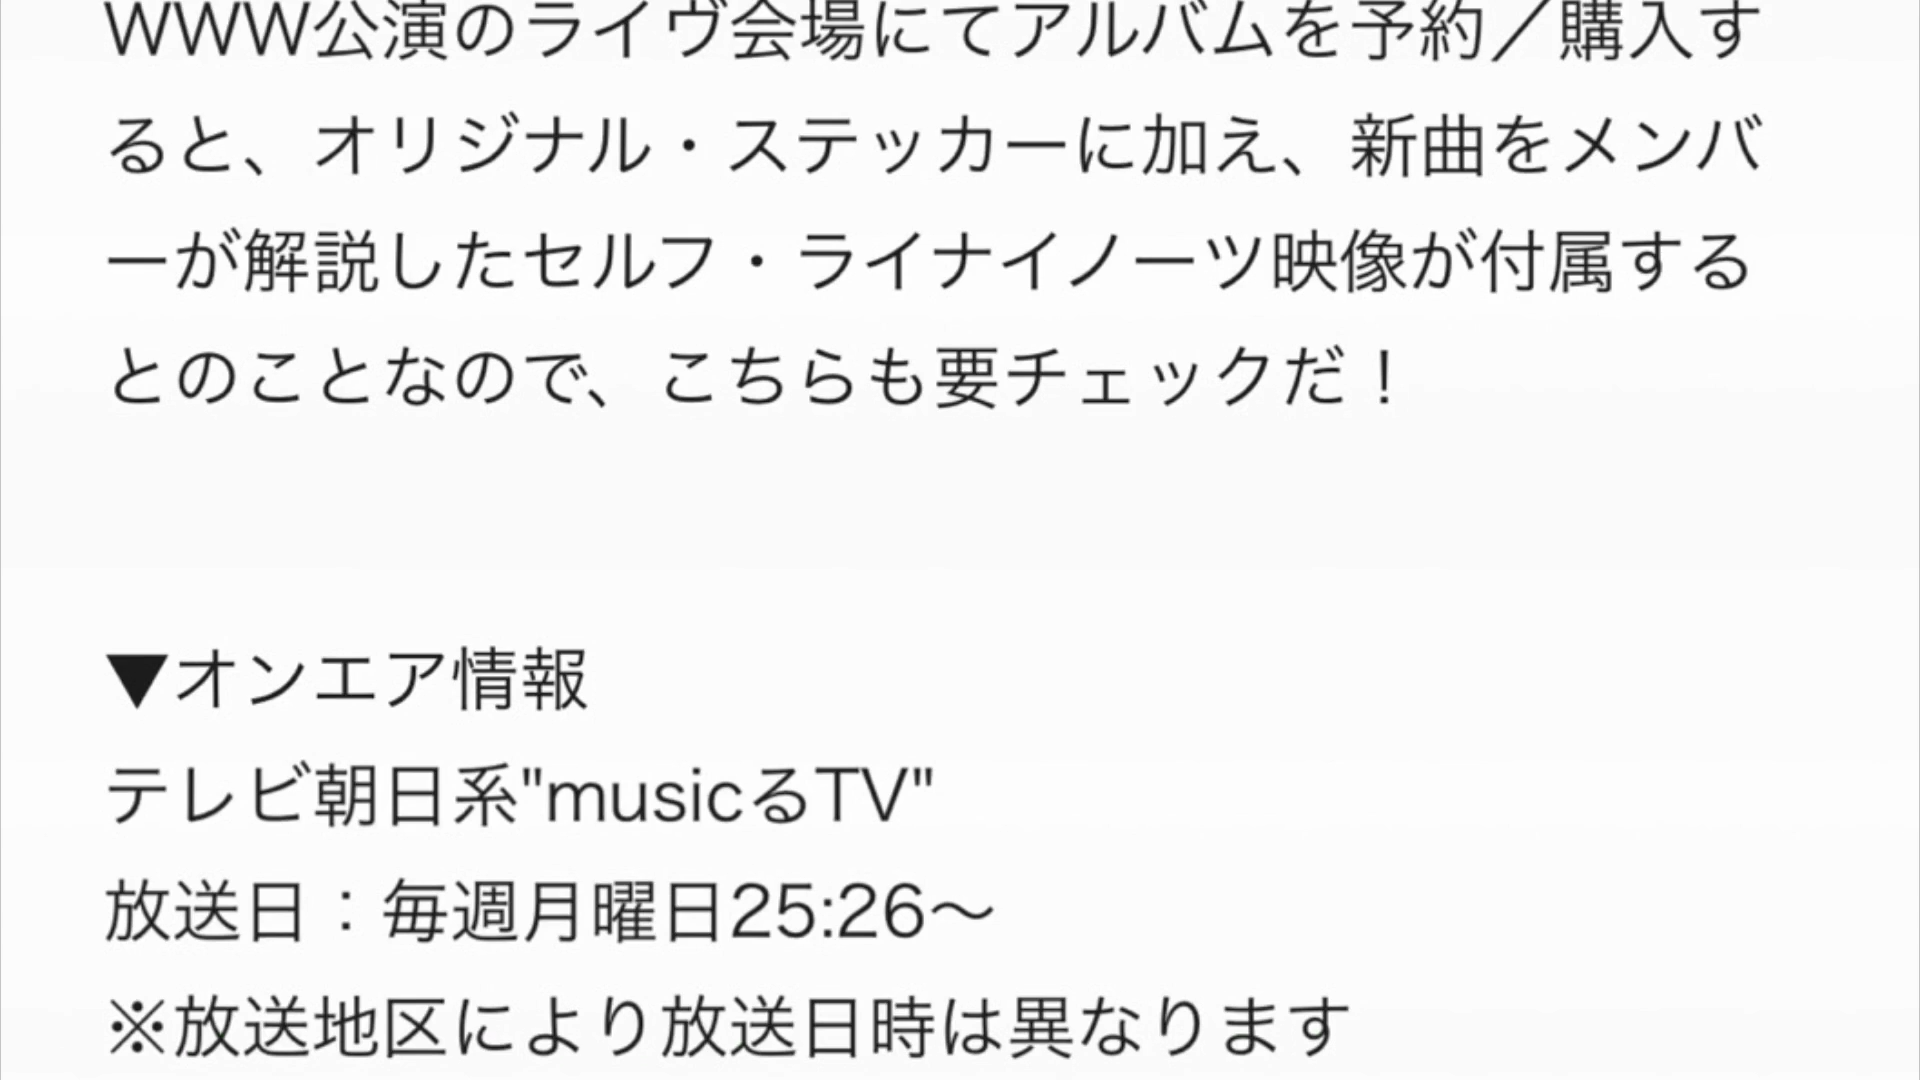 WWW公演のライヴ会場にてアルバムを予約／購入す
ると、オリジナル・ステッカーに加え、新曲をメンバ
ーが解説したセルフ・ライナイノーツ映像が付属する
とのことなので、こちらも要チェックだ！
▼オンエア情報
テレビ朝日系"musicるTV"
放送日：毎週月曜日25:26〜
※放送地区により放送日時は異なります